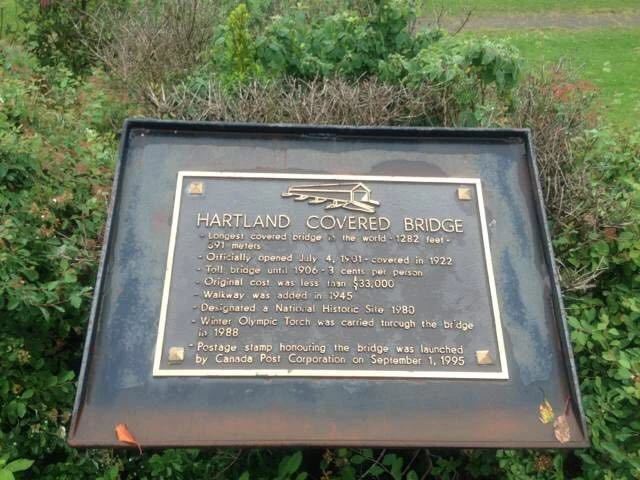 HARTLAND COVERED BRIDGE
- Longest covered bridge in the world - 1282 feet -
391 meters
- Officially opened July 4, 1901 - covered in 1922
- Toll bridge until 1906 - 3 cents per person
- Original cost was less than $33,000
- Walkway was added in 1945
- Designated a National Historic Site 1980
- Winter Olympic Torch was carried through the bridge
in 1988
- Postage stamp honouring the bridge was launched
by Canada Post Corporation on September 1, 1995